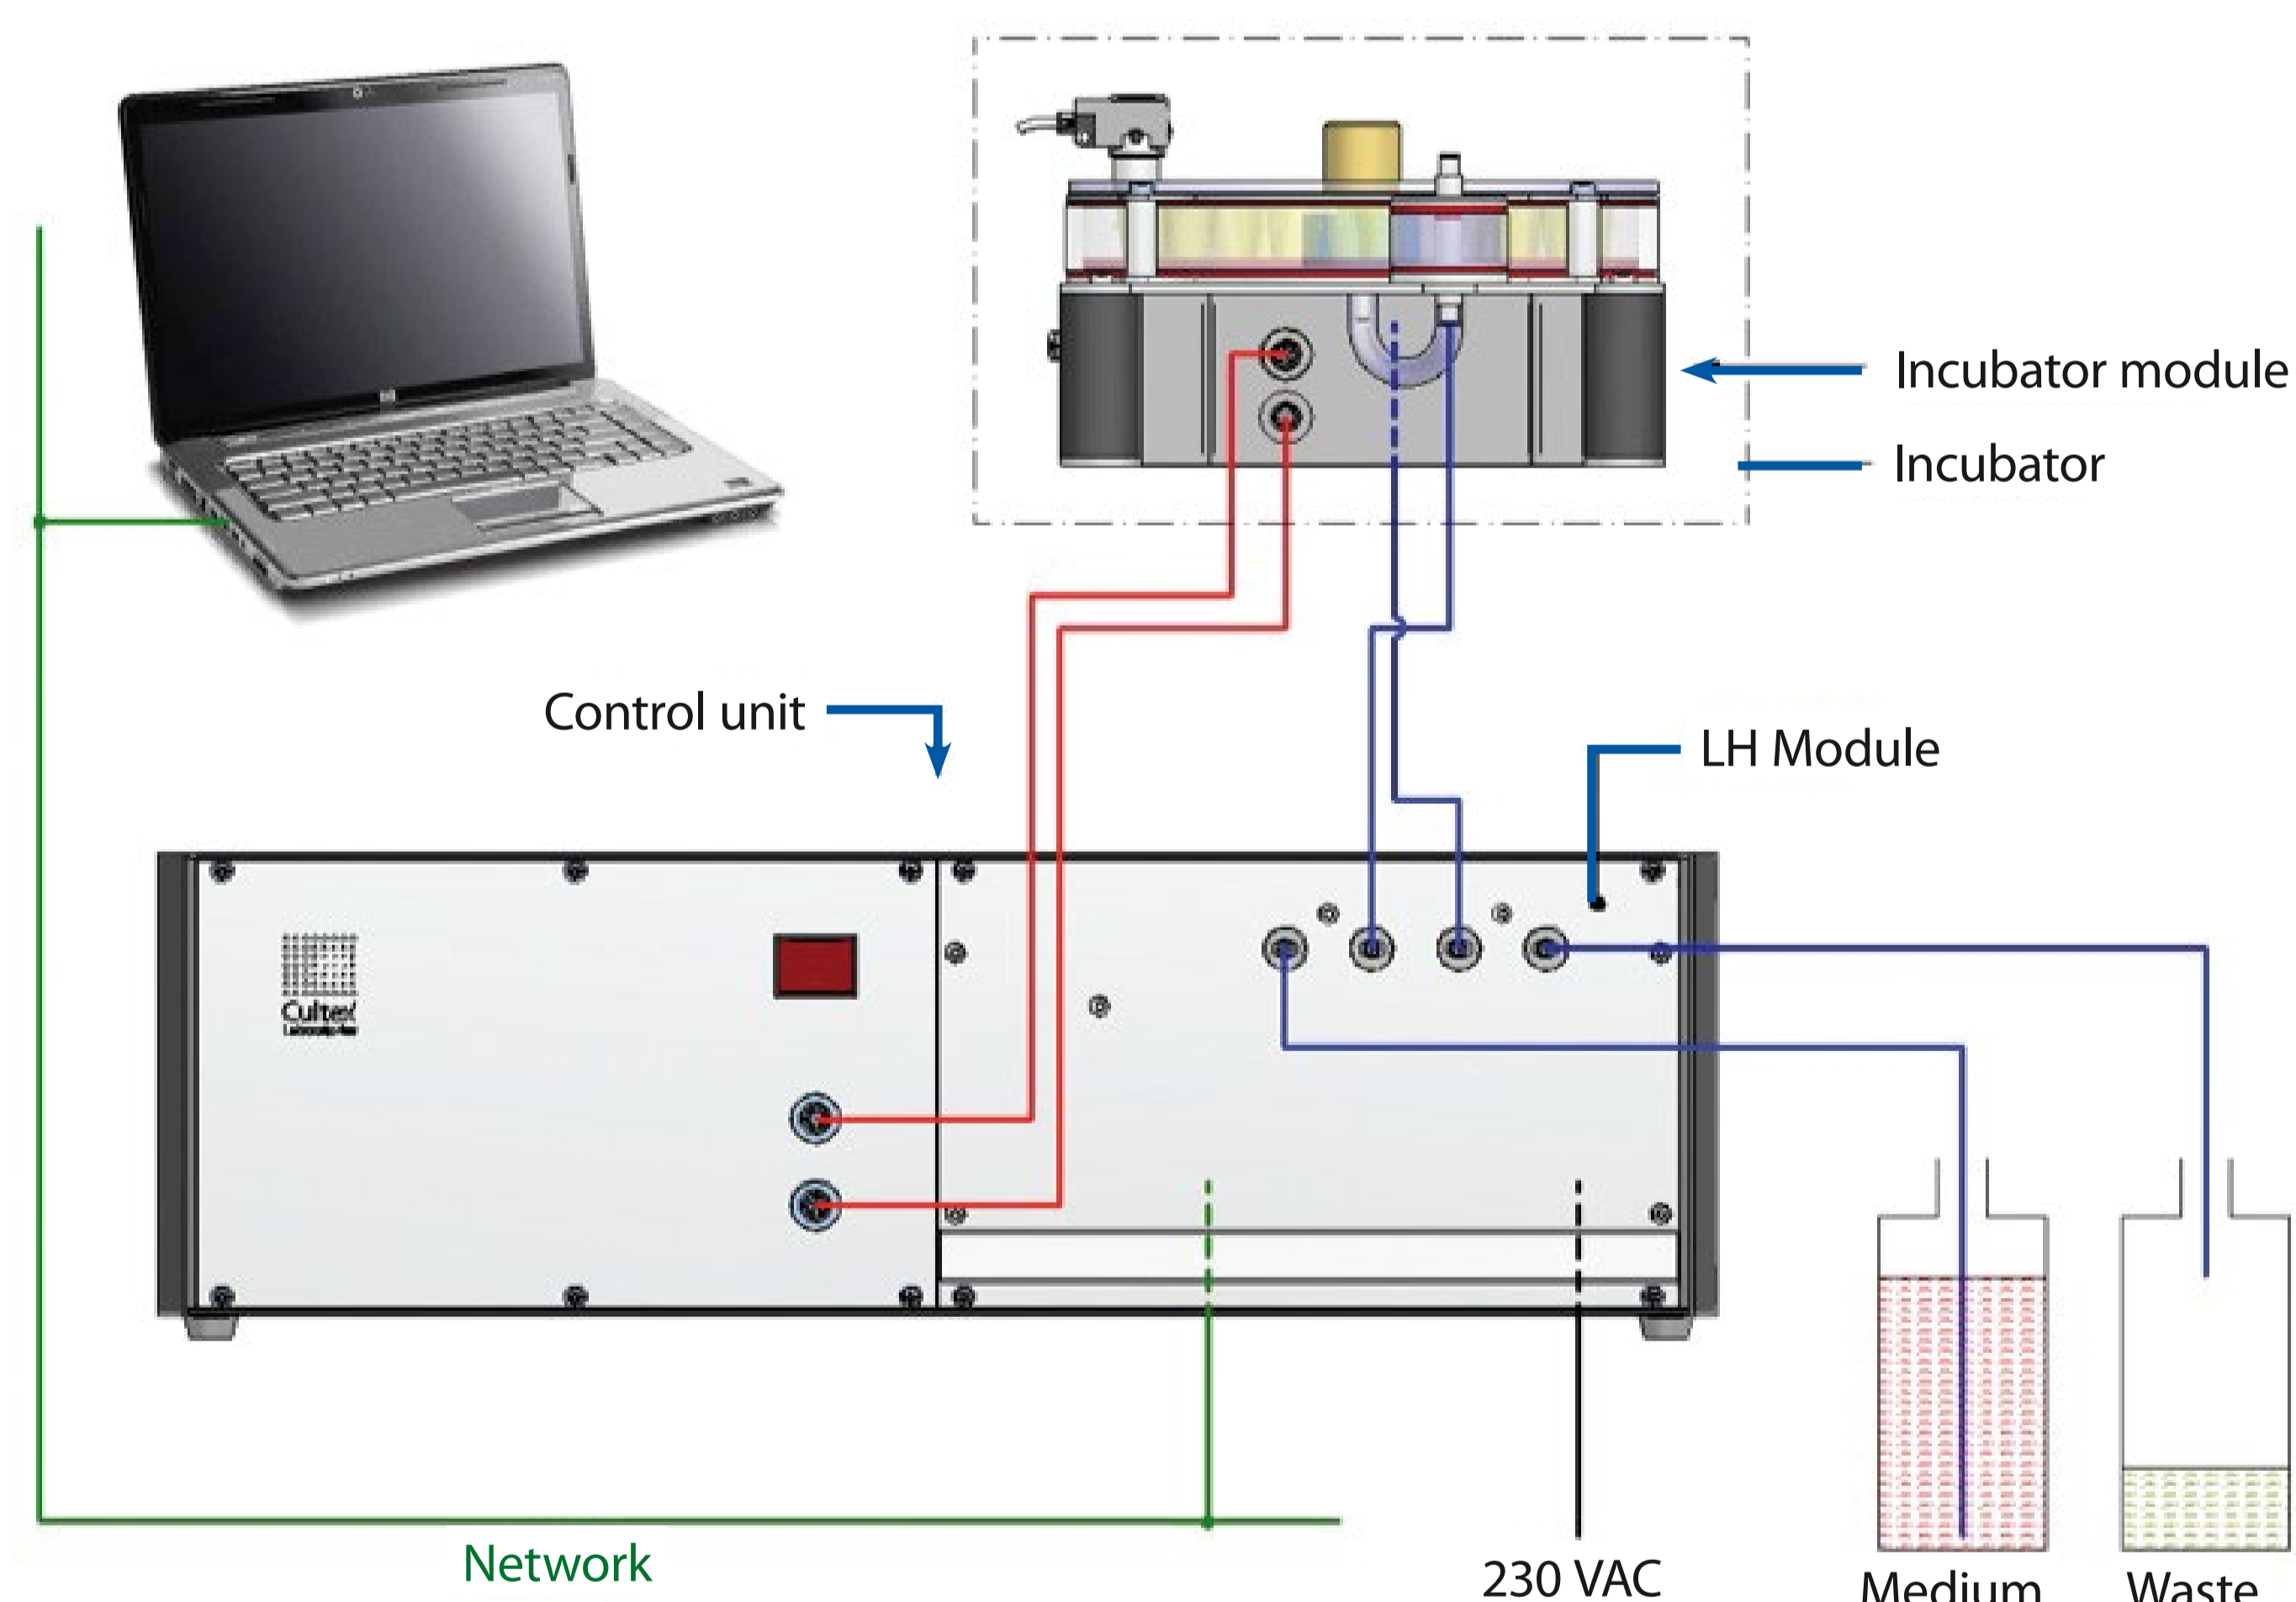 Incubator module
Incubator
Control unit
LH Module
Cultex
Network
230 VAC
Medium
Waste